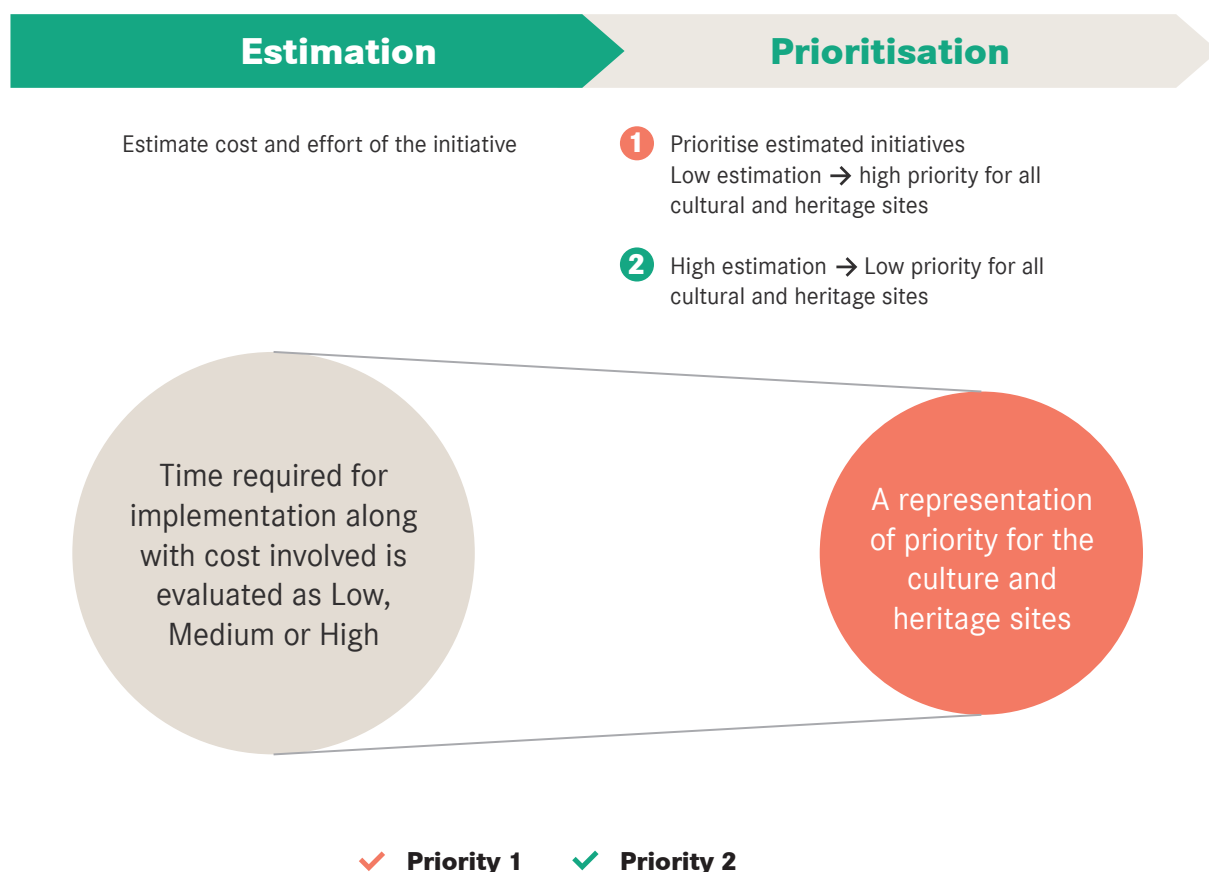 Estimation
Prioritisation
Estimate cost and effort of the initiative
1 Prioritise estimated initiatives
Low estimation → high priority for all
cultural and heritage sites
2 High estimation → Low priority for all
cultural and heritage sites
Time required for
implementation along
with cost involved is
evaluated as Low,
Medium or High
A representation
of priority for the
culture and
heritage sites
✓ Priority 1
✓ Priority 2